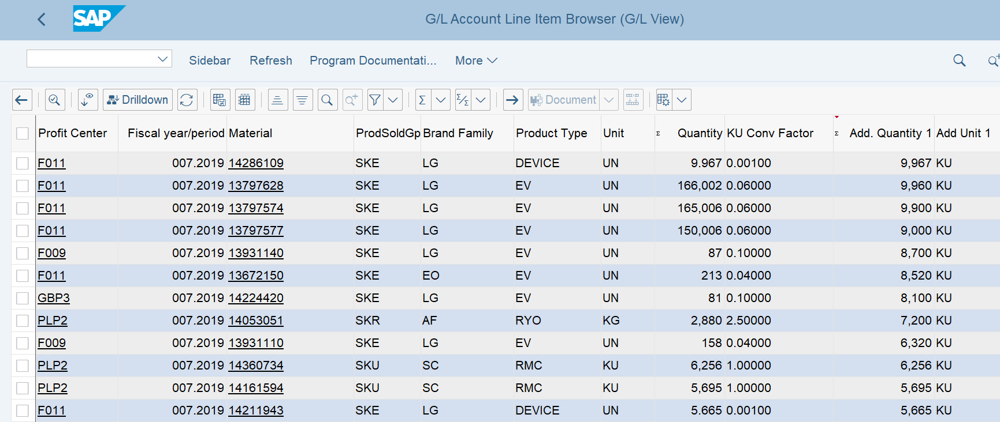 SAP
G/L Account Line Item Browser (G/L View)
Sidebar Refresh Program Documentati... More
Drilldown Σ Σ/Σ Document
Profit Center Fiscal year/period Material ProdSoldGp Brand Family Product Type Unit Σ Quantity KU Conv Factor Σ Add. Quantity 1 Add Unit 1
F011 007.2019 14286109 SKE LG DEVICE UN 9.967 0.00100 9,967 KU
F011 007.2019 13797628 SKE LG EV UN 166,002 0.06000 9,960 KU
F011 007.2019 13797574 SKE LG EV UN 165,006 0.06000 9,900 KU
F011 007.2019 13797577 SKE LG EV UN 150,006 0.06000 9,000 KU
F009 007.2019 13931140 SKE LG EV UN 87 0.10000 8,700 KU
F011 007.2019 13672150 SKE EO EV UN 213 0.04000 8,520 KU
GBP3 007.2019 14224420 SKE LG EV UN 81 0.10000 8,100 KU
PLP2 007.2019 14053051 SKR AF RYO KG 2,880 2.50000 7,200 KU
F009 007.2019 13931110 SKE LG EV UN 158 0.04000 6,320 KU
PLP2 007.2019 14360734 SKU SC RMC KU 6,256 1.00000 6,256 KU
PLP2 007.2019 14161594 SKU SC RMC KU 5,695 1.00000 5,695 KU
F011 007.2019 14211943 SKE LG DEVICE UN 5.665 0.00100 5,665 KU